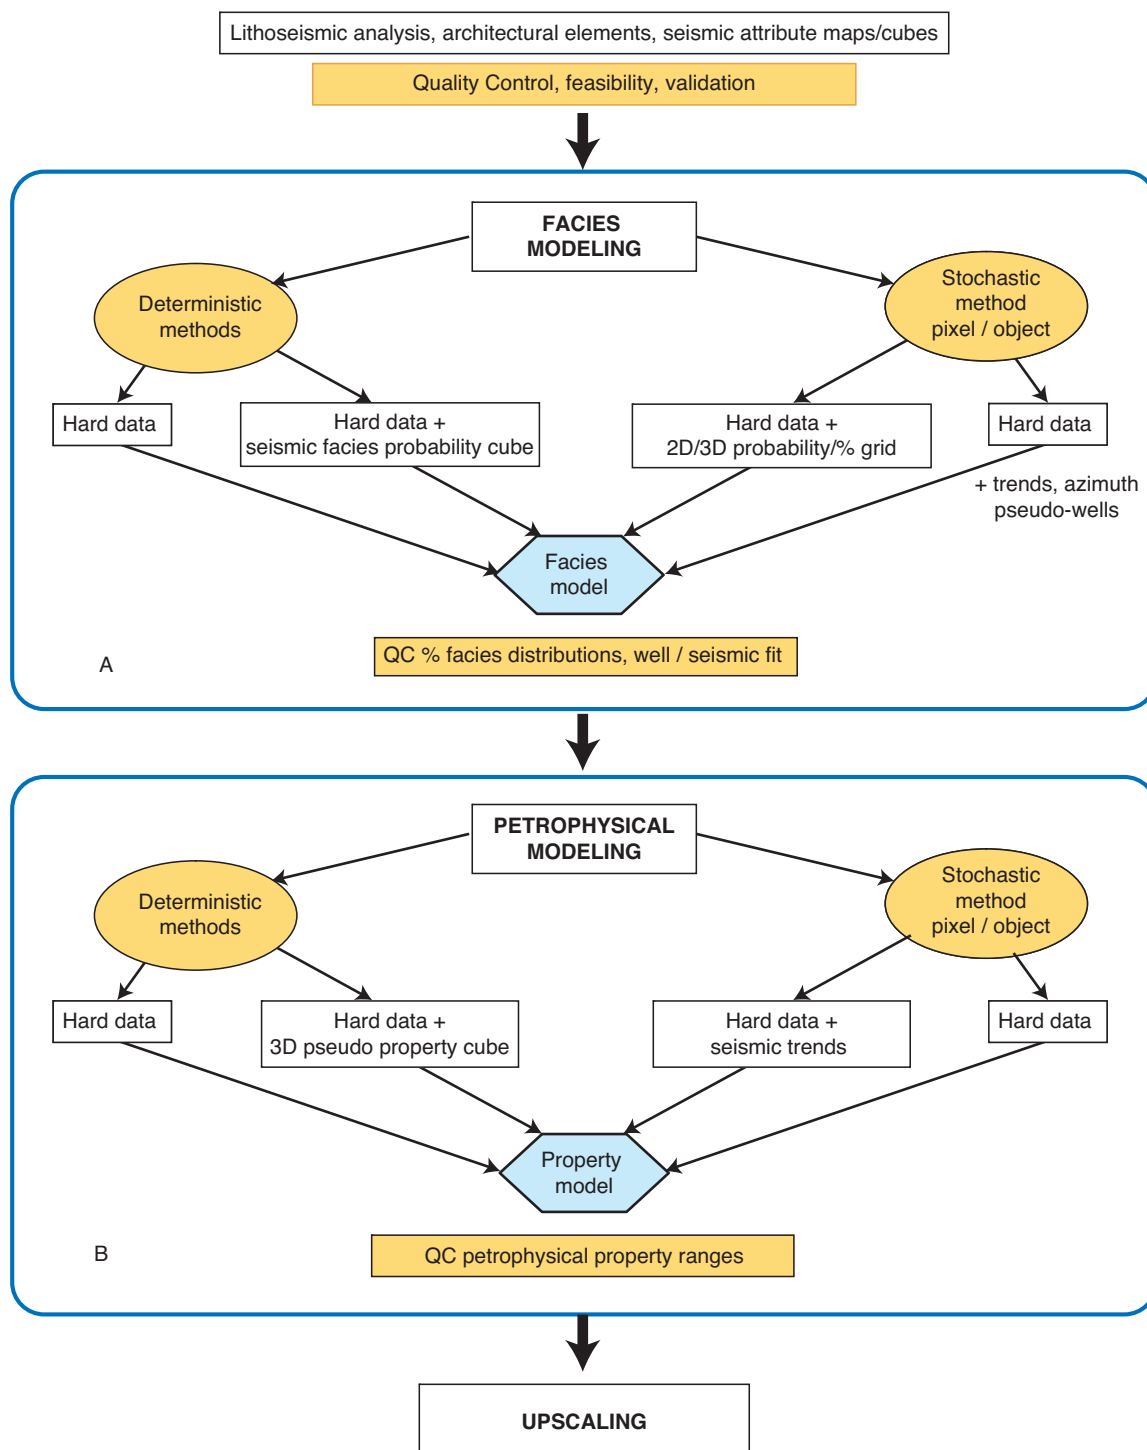 Lithoseismic analysis, architectural elements, seismic attribute maps/cubes
Quality Control, feasibility, validation
FACIES
MODELING
Deterministic
methods
Stochastic
method
pixel / object
Hard data
Hard data +
seismic facies probability cube
Hard data +
2D/3D probability/% grid
Hard data
+ trends, azimuth
pseudo-wells
Facies
model
QC % facies distributions, well / seismic fit
A
PETROPHYSICAL
MODELING
Deterministic
methods
Stochastic
method
pixel / object
Hard data
Hard data +
3D pseudo property cube
Hard data +
seismic trends
Hard data
Property
model
QC petrophysical property ranges
B
UPSCALING